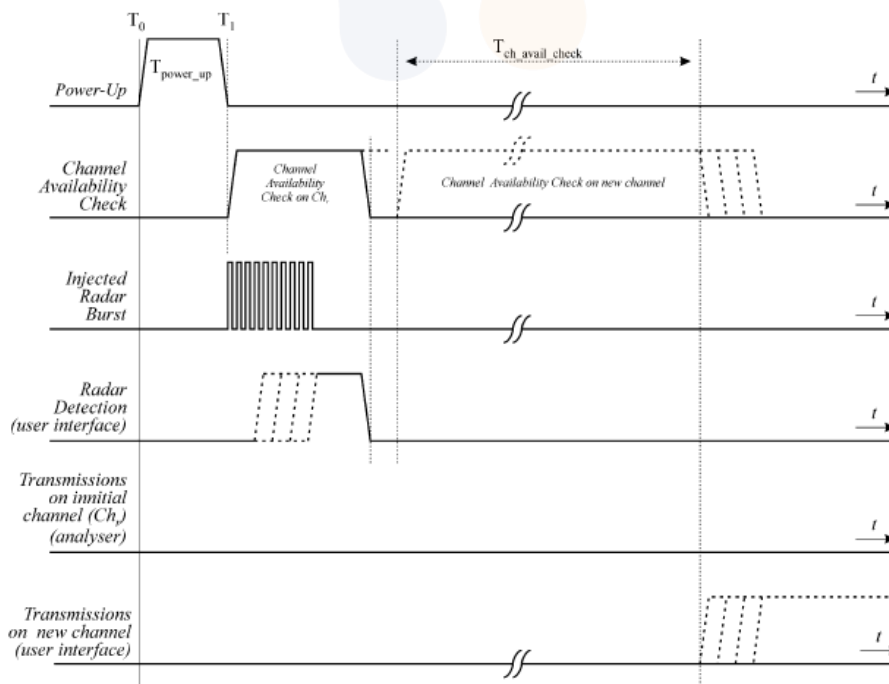 T0 T1
Tch_avail_check
Tpower_up
Power-Up
t
Channel
Availability
Check
Channel
Availability
Check on Chr
Channel Availability Check on new channel
t
Injected
Radar
Burst
t
Radar
Detection
(user interface)
t
Transmissions
on innitial
channel (Chr)
(analyser)
t
Transmissions
on new channel
(user interface)
t